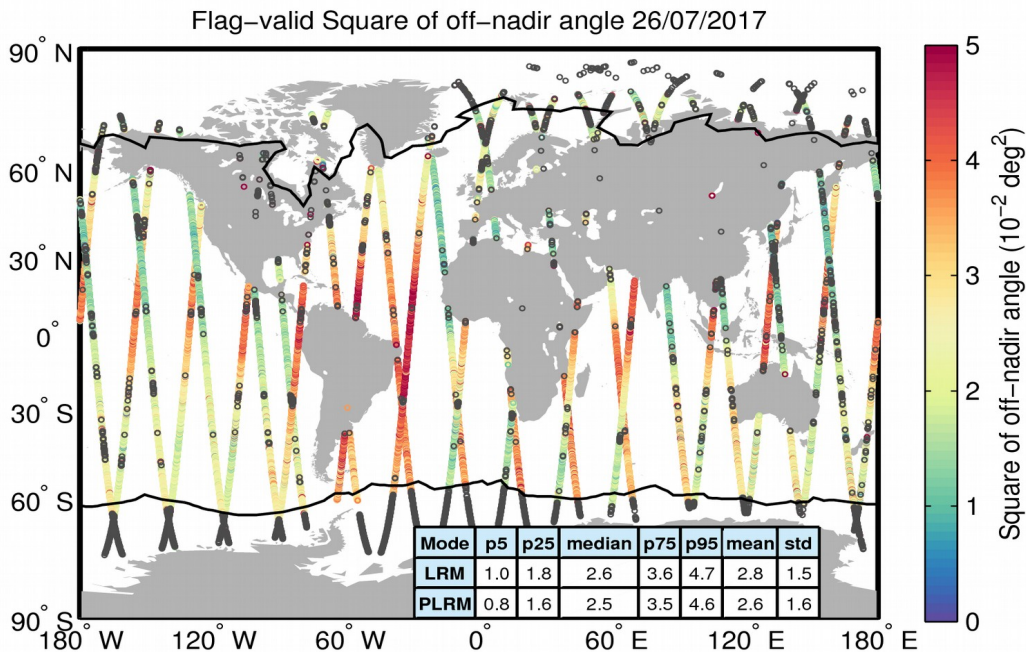 Flag−valid Square of off−nadir angle 26/07/2017
90° N
60° N
30° N
0°
30° S
60° S
90° S
180° W
120° W
60° W
0°
60° E
120° E
180° E
5
4
3
2
1
0
Square of off−nadir angle (10⁻² deg²)
Mode p5 p25 median p75 p95 mean std
LRM 1.0 1.8 2.6 3.6 4.7 2.8 1.5
PLRM 0.8 1.6 2.5 3.5 4.6 2.6 1.6